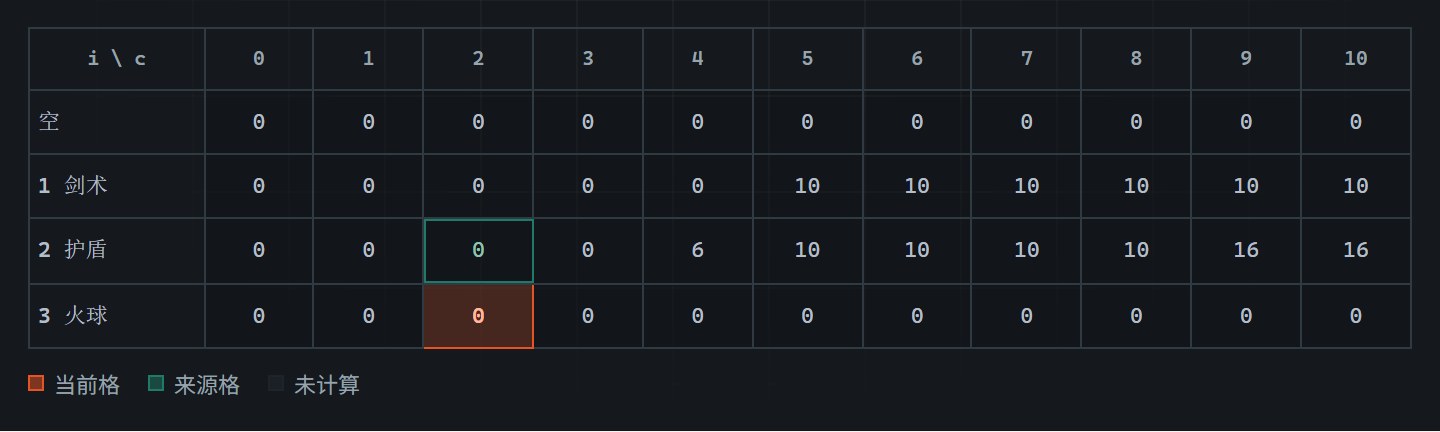 i \ c 0 1 2 3 4 5 6 7 8 9 10
空 0 0 0 0 0 0 0 0 0 0 0
1 剑术 0 0 0 0 0 10 10 10 10 10 10
2 护盾 0 0 0 0 6 10 10 10 10 16 16
3 火球 0 0 0 0 0 0 0 0 0 0 0
当前格 来源格 未计算